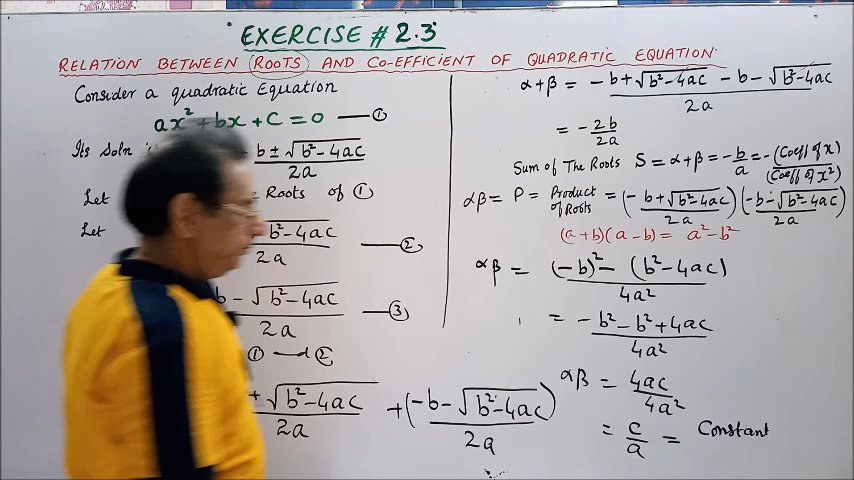 EXERCISE # 2.3
RELATION BETWEEN ROOTS AND CO-EFFICIENT OF QUADRATIC EQUATION.
Consider a quadratic Equation
ax² + bx + C = 0 —①
Its Soln b ± √b²-4ac / 2a
Let Roots of ①
Let b²-4ac / 2a —②
b - √b²-4ac / 2a —③
① ②
+ √b²-4ac / 2a + (-b - √b²-4ac / 2a)
α+β = -b+√b²-4ac -b-√b²-4ac / 2a
= -2b / 2a
Sum of The Roots S = α+β = -b/a = -(Coeff of x) / (Coeff of x²)
αβ = P = Product of Roots = (-b+√b²-4ac / 2a) (-b-√b²-4ac / 2a)
(a+b)(a-b) = a²-b²
αβ = (-b)² - (b²-4ac) / 4a²
= -b²-b²+4ac / 4a²
αβ = 4ac / 4a²
= c/a = Constant